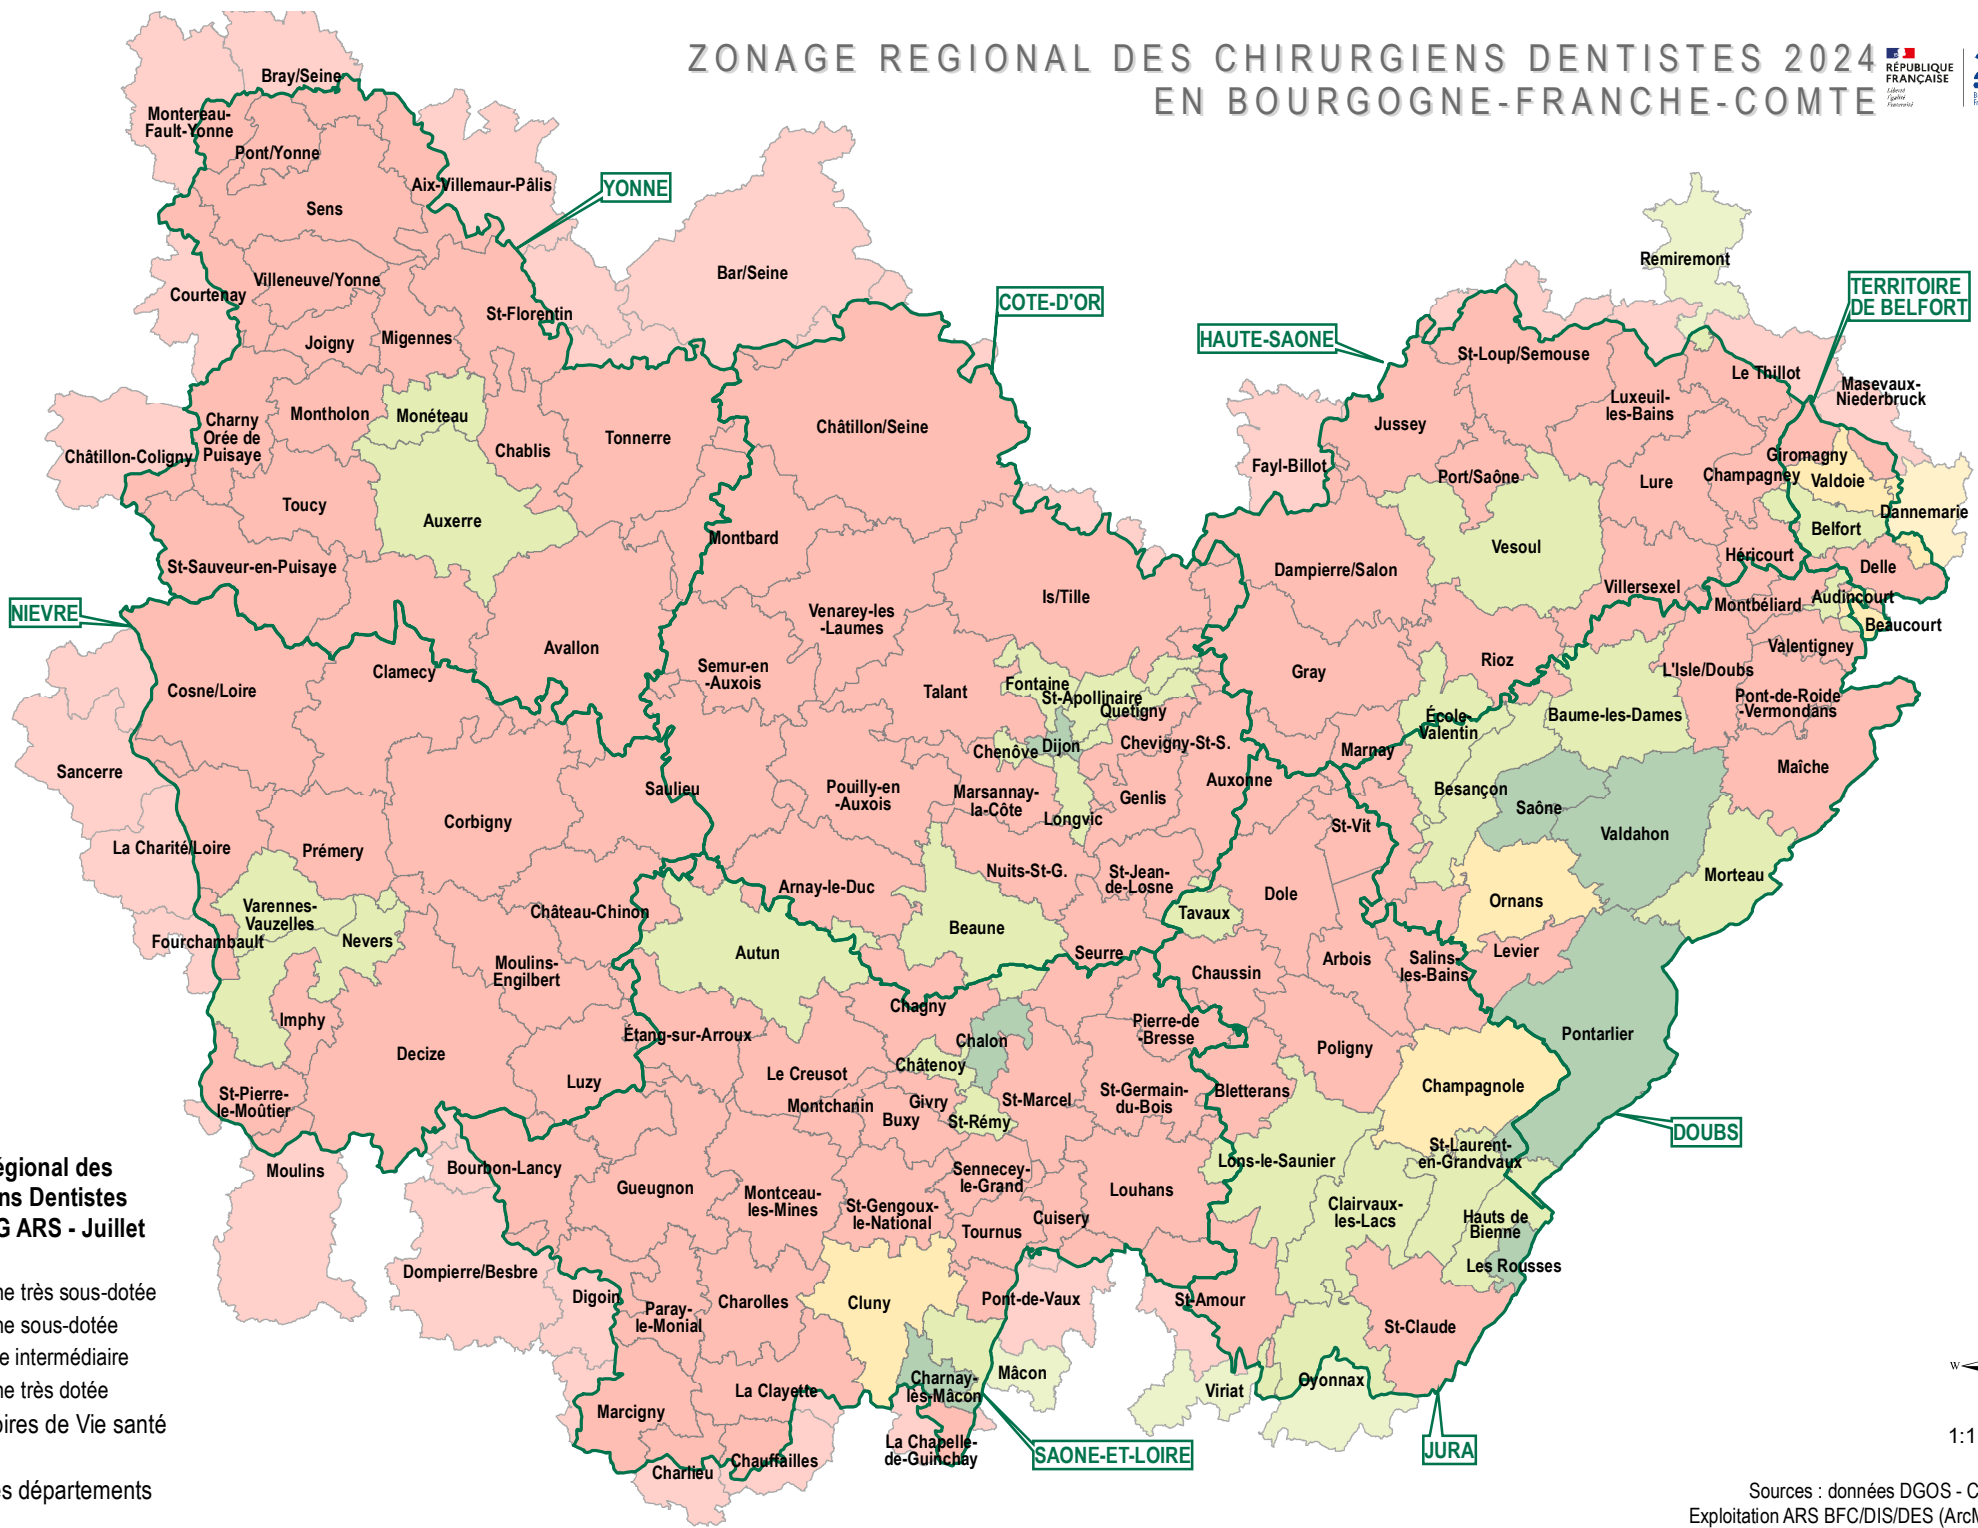 ZONAGE REGIONAL DES CHIRURGIENS DENTISTES 2024
EN BOURGOGNE-FRANCHE-COMTE
RÉPUBLIQUE
FRANÇAISE
Liberté
Égalité
Fraternité
Bray/Seine
Montereau-
Fault-Yonne
Pont/Yonne
Aix-Villemaur-Pâlis
YONNE
Sens
Remiremont
Bar/Seine
Villeneuve/Yonne
Courtenay
COTE-D'OR
TERRITOIRE
DE BELFORT
St-Florentin
HAUTE-SAONE
Joigny
Migennes
St-Loup/Semouse
Le Thillot
Masevaux-
Niederbruck
Luxeuil-
les-Bains
Charny
Orée de
Puisaye
Montholon
Monéteau
Châtillon/Seine
Jussey
Tonnerre
Chablis
Châtillon-Coligny
Fayl-Billot
Giromagny
Port/Saône
Lure
Champagney
Valdoie
Toucy
Auxerre
Dannemarie
Belfort
Montbard
Vesoul
Héricourt
St-Sauveur-en-Puisaye
Dampierre/Salon
Delle
Villersexel
Is/Tille
Audincourt
Montbéliard
NIEVRE
Venarey-les
-Laumes
Beaucourt
Avallon
Valentigney
Clamecy
Semur-en
-Auxois
Gray
Rioz
L'Isle/Doubs
Cosne/Loire
Talant
Fontaine
St-Apollinaire
Quetigny
Pont-de-Roide
-Vermondans
École-
Valentin
Baume-les-Dames
Chenôve
Dijon
Chevigny-St-S.
Marnay
Sancerre
Maîche
Saulieu
Pouilly-en
-Auxois
Marsannay-
la-Côte
Genlis
Auxonne
Besançon
Saône
Corbigny
Longvic
St-Vit
Valdahon
La Charité/Loire
Prémery
Nuits-St-G.
St-Jean-
de-Losne
Arnay-le-Duc
Dole
Morteau
Varennes-
Vauzelles
Château-Chinon
Tavaux
Ornans
Fourchambault
Nevers
Autun
Beaune
Seurre
Levier
Moulins-
Engilbert
Chaussin
Arbois
Salins-
les-Bains
Imphy
Chagny
Étang-sur-Arroux
Pierre-de
-Bresse
Pontarlier
Chalon
Decize
Poligny
Châtenoy
Le Creusot
Luzy
Champagnole
St-Pierre-
le-Moûtier
Montchanin
Givry
Buxy
St-Rémy
St-Marcel
St-Germain-
du-Bois
Bletterans
DOUBS
St-Laurent-
en-Grandvaux
égional des
ns Dentistes
G ARS - Juillet
Moulins
Bourbon-Lancy
Lons-le-Saunier
Gueugnon
Sennecey-
le-Grand
Louhans
Montceau-
les-Mines
St-Gengoux-
le-National
Clairvaux-
les-Lacs
Tournus
Cuisery
Hauts de
Bienne
Les Rousses
Dompierre/Besbre
ne très sous-dotée
Digoin
Paray-
le-Monial
Charolles
Cluny
Pont-de-Vaux
St-Amour
ne sous-dotée
St-Claude
e intermédiaire
Mâcon
Charnay-
lès-Mâcon
Oyonnax
Viriat
ne très dotée
La Clayette
Marcigny
oires de Vie santé
W
La Chapelle-
de-Guinchay
SAONE-ET-LOIRE
JURA
1:1
Chauffailles
Charlieu
es départements
Sources : données DGOS - C
Exploitation ARS BFC/DIS/DES (ArcM